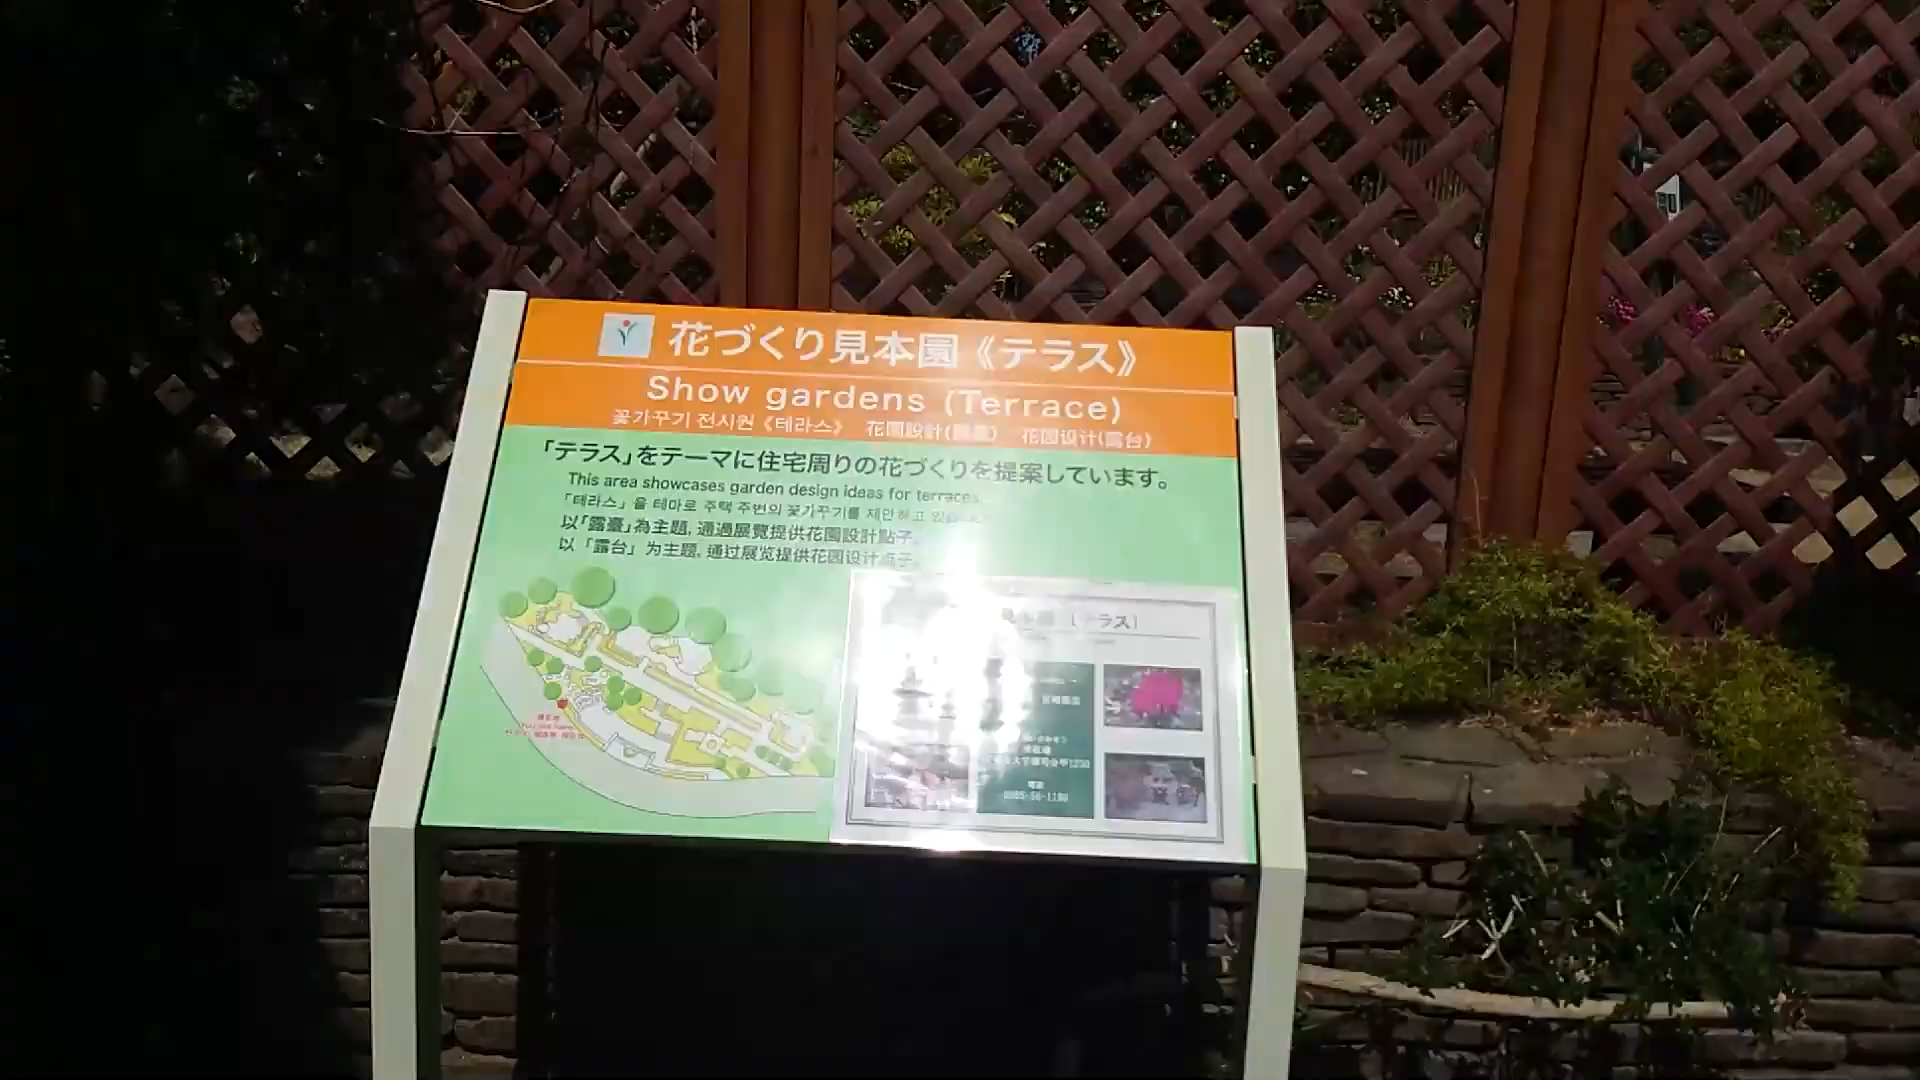 花づくり見本園《テラス》
Show gardens (Terrace)
꽃가꾸기 전시원《테라스》 花園設計(露臺) 花园设计(露台)
「テラス」をテーマに住宅周りの花づくりを提案しています。
This area showcases garden design ideas for terraces.
「테라스」을 테마로 주택 주변의 꽃가꾸기를 제안하고
以「露臺」為主題, 通過展覽提供花園設計點子。
以「露台」为主题, 通过展览提供花园设计点子。
見本園 〔テラス〕
電話